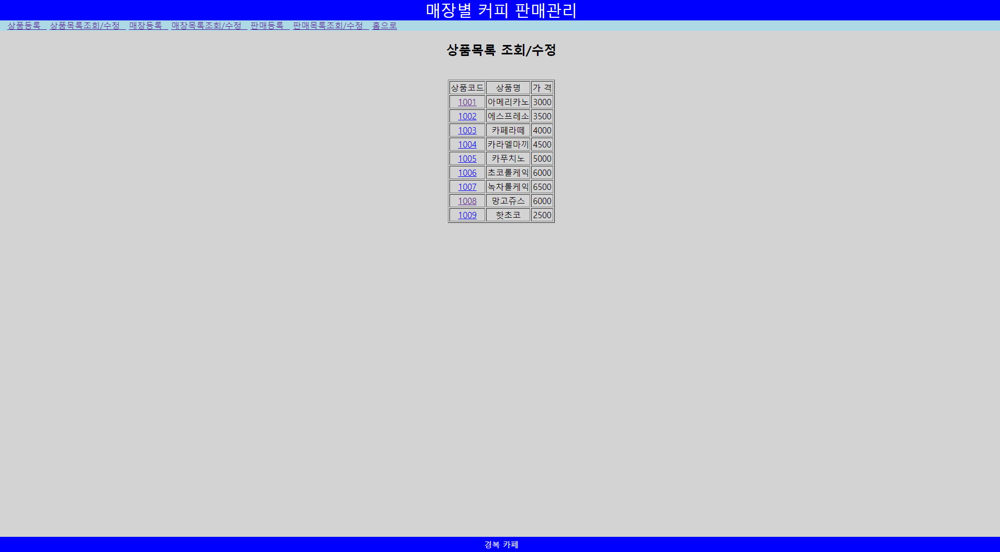 매장별 커피 판매관리
상품등록 상품목록조회/수정 매장등록 매장목록조회/수정 판매등록 판매목록조회/수정 홈으로
상품목록 조회/수정
상품코드 상품명 가 격
1001 아메리카노 3000
1002 에스프레소 3500
1003 카페라떼 4000
1004 카라멜마끼 4500
1005 카푸치노 5000
1006 초코롤케익 6000
1007 녹차롤케익 6500
1008 망고쥬스 6000
1009 핫초코 2500
경복 카페